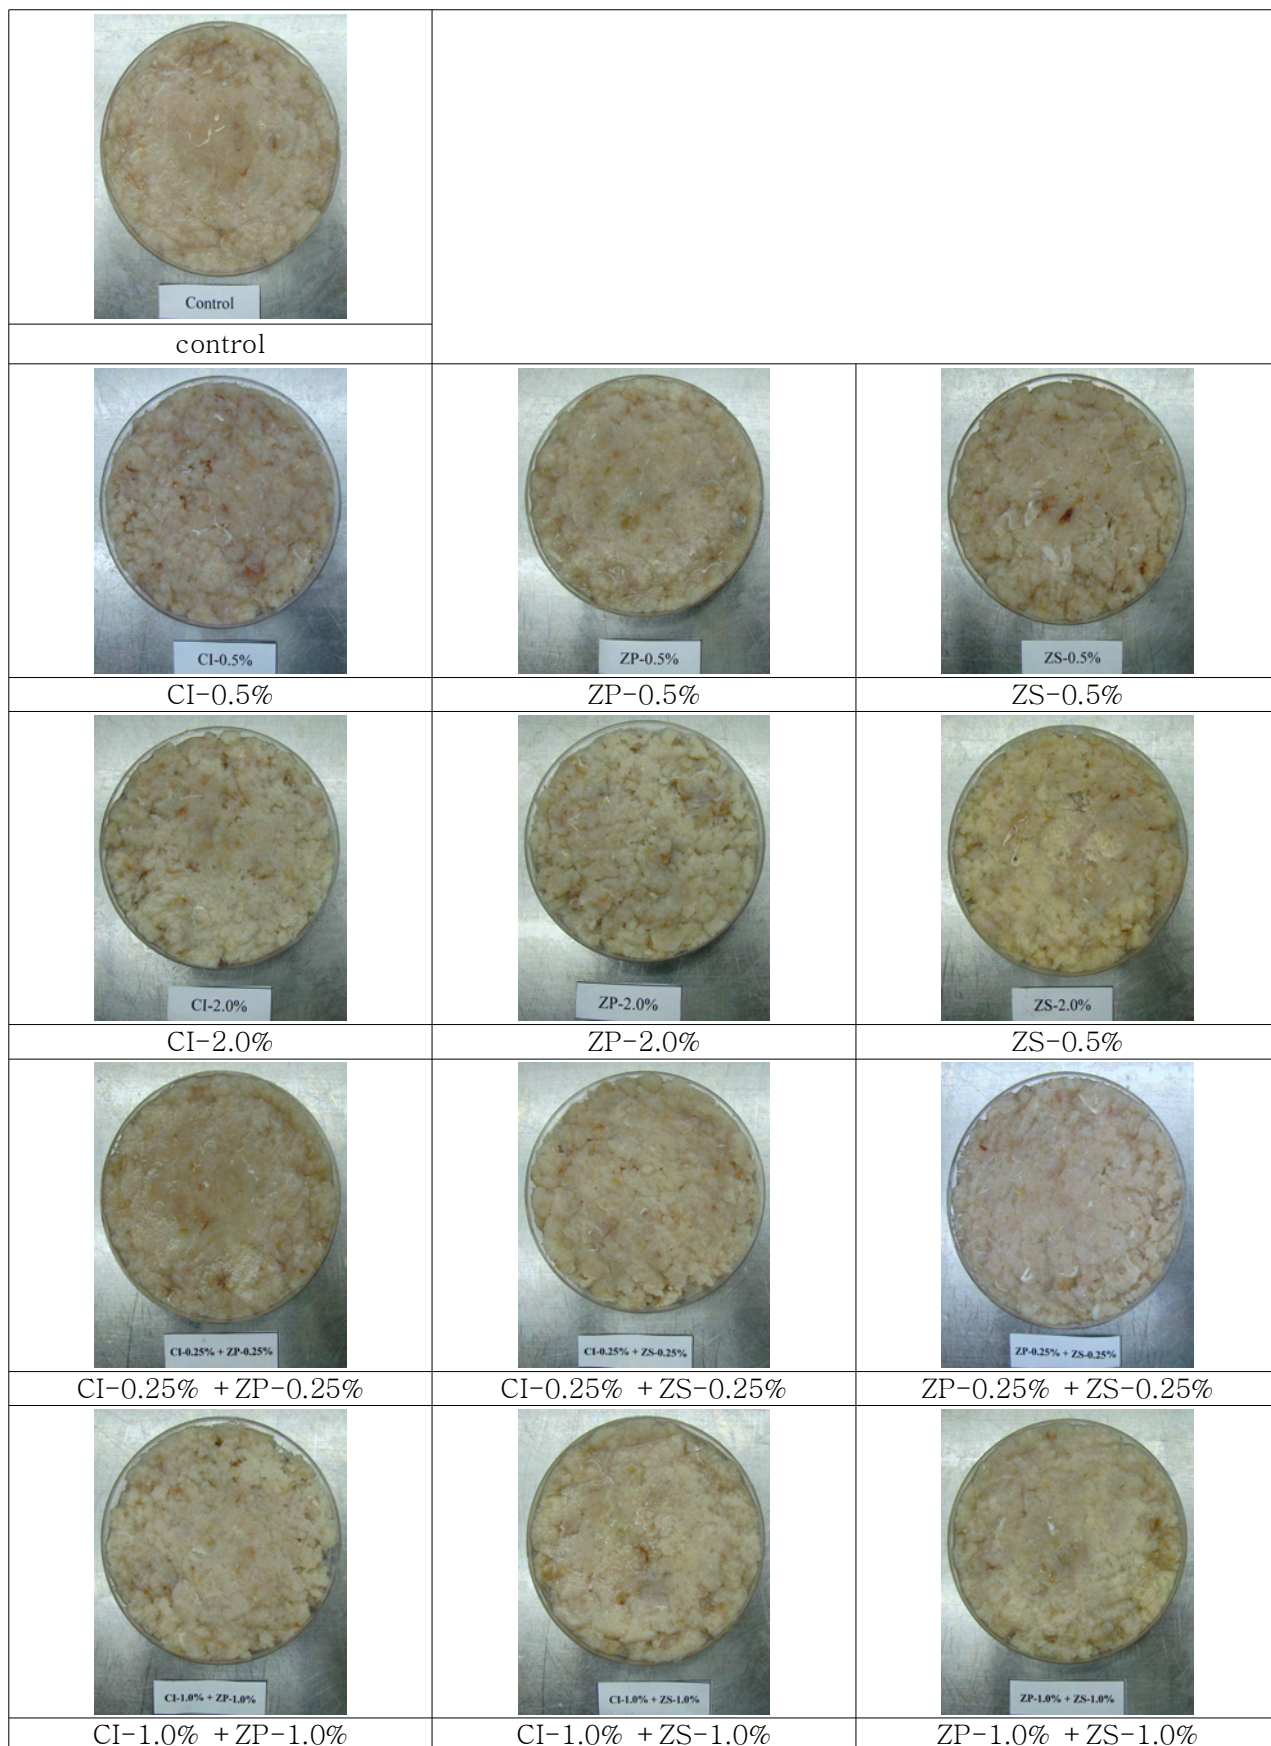 Control
control
CI-0.5%
ZP-0.5%
ZS-0.5%
CI-0.5%
ZP-0.5%
ZS-0.5%
CI-2.0%
ZP-2.0%
ZS-2.0%
CI-2.0%
ZP-2.0%
ZS-0.5%
CI-0.25% + ZP-0.25%
CI-0.25% + ZS-0.25%
ZP-0.25% + ZS-0.25%
CI-0.25% + ZP-0.25%
CI-0.25% + ZS-0.25%
ZP-0.25% + ZS-0.25%
CI-1.0% + ZP-1.0%
CI-1.0% + ZS-1.0%
ZP-1.0% + ZS-1.0%
CI-1.0% + ZP-1.0%
CI-1.0% + ZS-1.0%
ZP-1.0% + ZS-1.0%